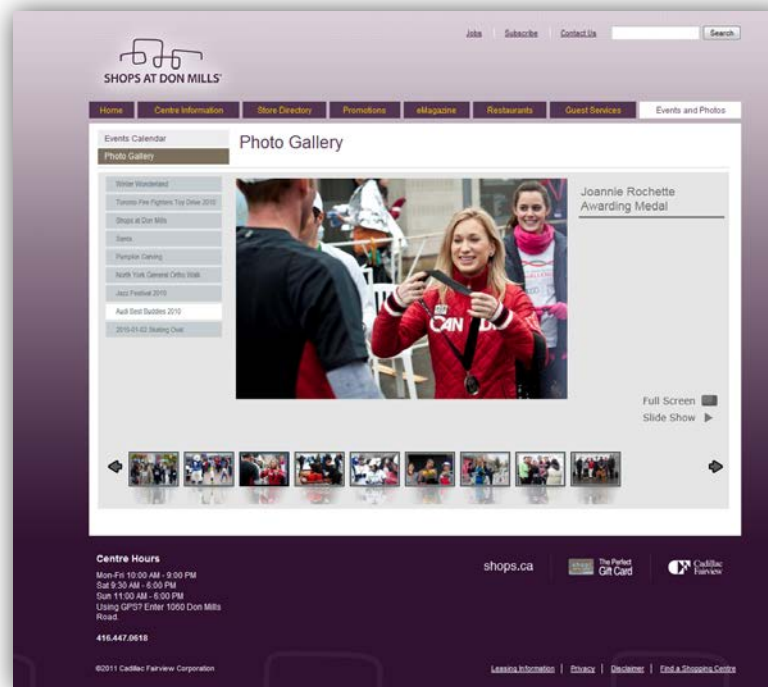 Jobs
Subscribe
Contact Us
Search
SHOPS AT DON MILLS
Home
Centre Information
Store Directory
Promotions
eMagazine
Restaurants
Guest Services
Events and Photos
Events Calendar
Photo Gallery
Photo Gallery
Winter Wonderland
Toronto Fire Fighters Toy Drive 2010
Shops at Don Mills
Santa
Pumpkin Carving
North York General Ortho Walk
Jazz Festival 2010
Audi Best Buddies 2010
2010-01-02 Skating Oval
Joannie Rochette
Awarding Medal
CAN DA
Full Screen
Slide Show
Centre Hours
Mon-Fri 10:00 AM - 9:00 PM
Sat 9:30 AM - 6:00 PM
Sun 11:00 AM - 6:00 PM
Using GPS? Enter 1060 Don Mills
Road.
416.447.0618
shops.ca
shop!
The Perfect
Gift Card
Cadillac
Fairview
©2011 Cadillac Fairview Corporation
Leasing Information | Privacy | Disclaimer | Find a Shopping Centre